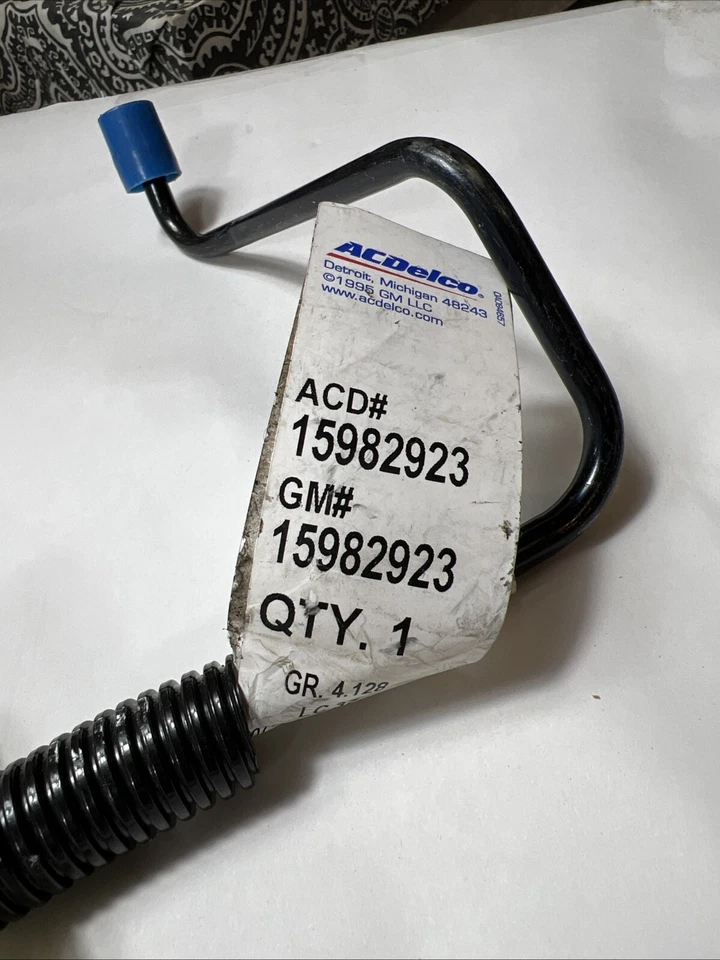 ACDelco®
Detroit, Michigan 48243
©1995 GM LLC
www.acdelco.com
ACD#
15982923
GM#
15982923
QTY. 1
GR. 4.128